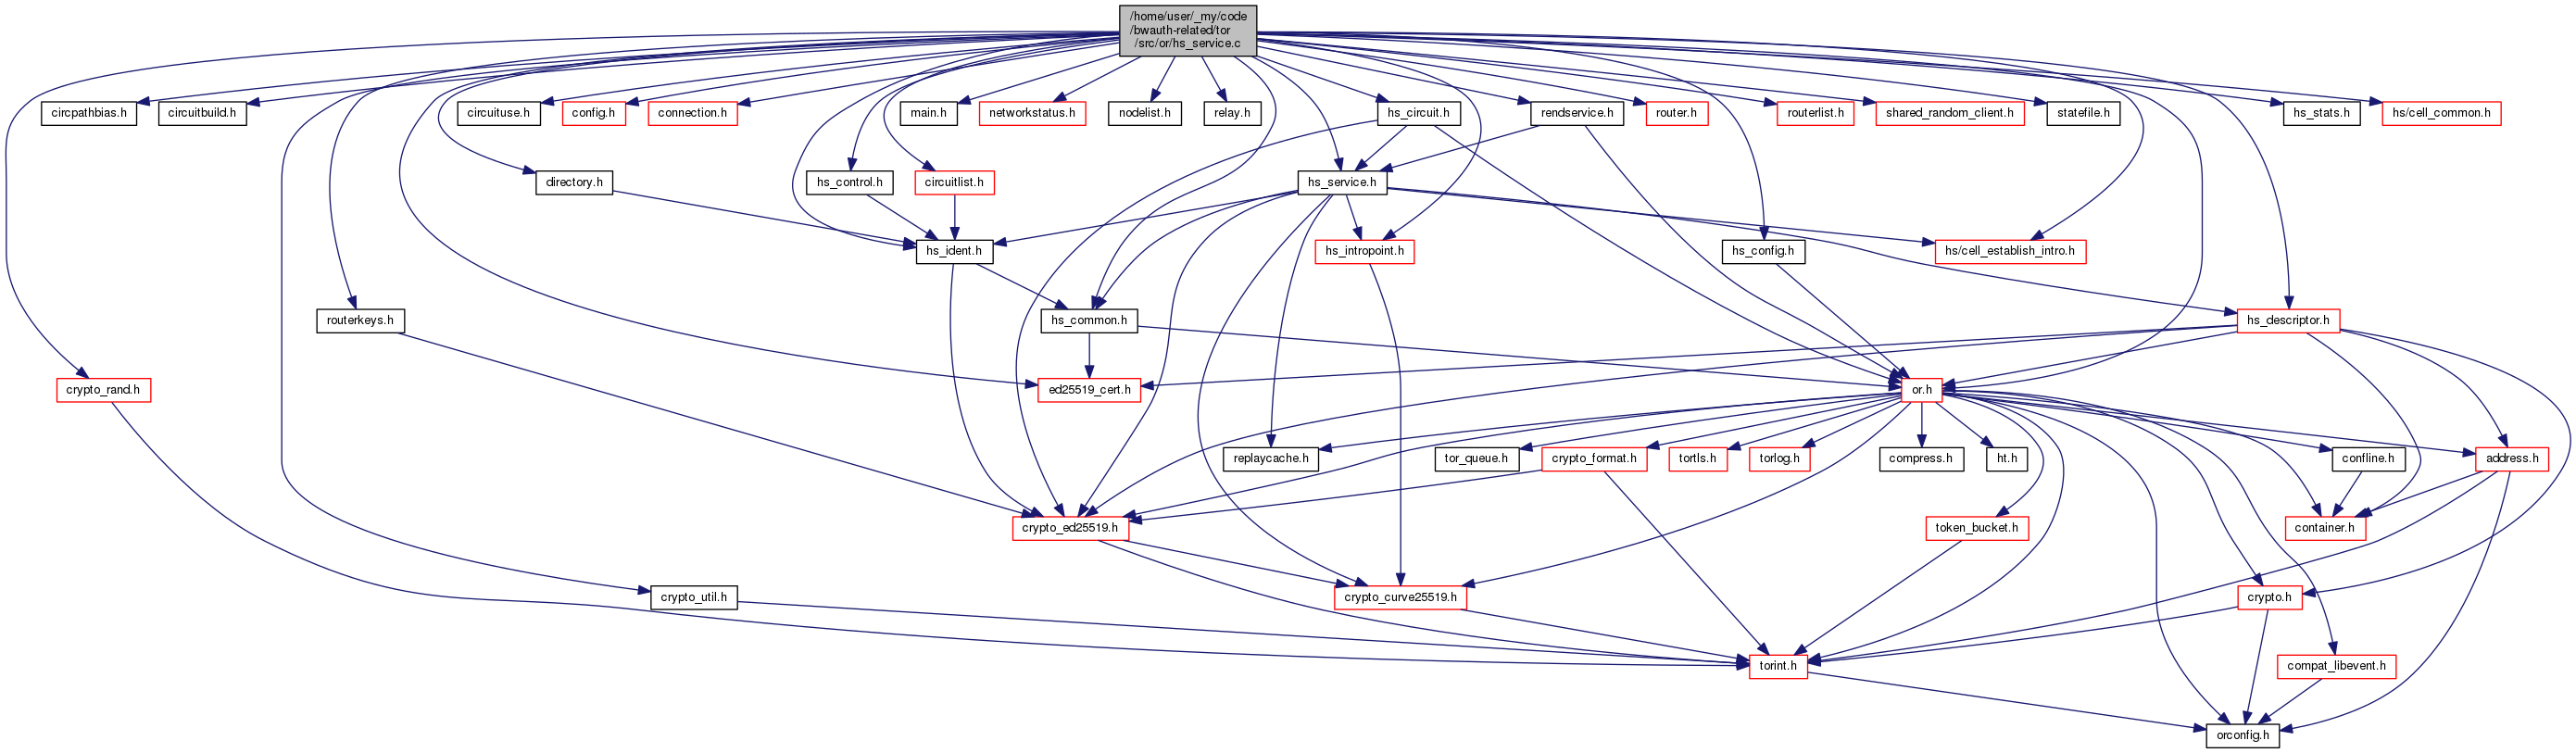 /home/user/_my/code
/bwauth-related/tor
/src/or/hs_service.c
circpathbias.h
circuitbuild.h
circuituse.h
config.h
connection.h
main.h
networkstatus.h
nodelist.h
relay.h
hs_circuit.h
rendservice.h
router.h
routerlist.h
shared_random_client.h
statefile.h
hs_stats.h
hs/cell_common.h
directory.h
hs_control.h
circuitlist.h
hs_service.h
hs_ident.h
hs_intropoint.h
hs_config.h
hs/cell_establish_intro.h
routerkeys.h
hs_common.h
hs_descriptor.h
crypto_rand.h
ed25519_cert.h
or.h
replaycache.h
tor_queue.h
crypto_format.h
tortls.h
torlog.h
compress.h
ht.h
confline.h
address.h
crypto_ed25519.h
token_bucket.h
container.h
crypto_util.h
crypto_curve25519.h
crypto.h
torint.h
compat_libevent.h
orconfig.h